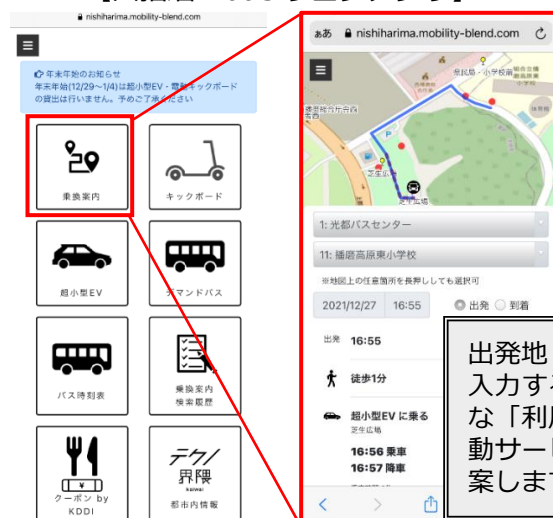 nishiharima.mobility-blend.com
年末年始のお知らせ
年末年始(12/29～1/4)は超小型EV・電動キックボード
の貸出は行いません。予めご了承ください
乗換案内
キックボード
超小型EV
デマンドバス
バス時刻表
乗換案内
検索履歴
クーポン by
KDDI
テクノ
界隈
kaiwai
都市内情報
ああ nishiharima.mobility-blend.com
県民局・小学校前
芝生広場
1: 光都バスセンター
11: 播磨高原東小学校
※地図上の任意箇所を長押ししても選択可
2021/12/27 16:55 出発 到着
出発 16:55
徒歩1分
超小型EV に乗る
芝生広場
16:56 乗車
16:57 降車
出発地
入力する
な「利用
動サー
案します